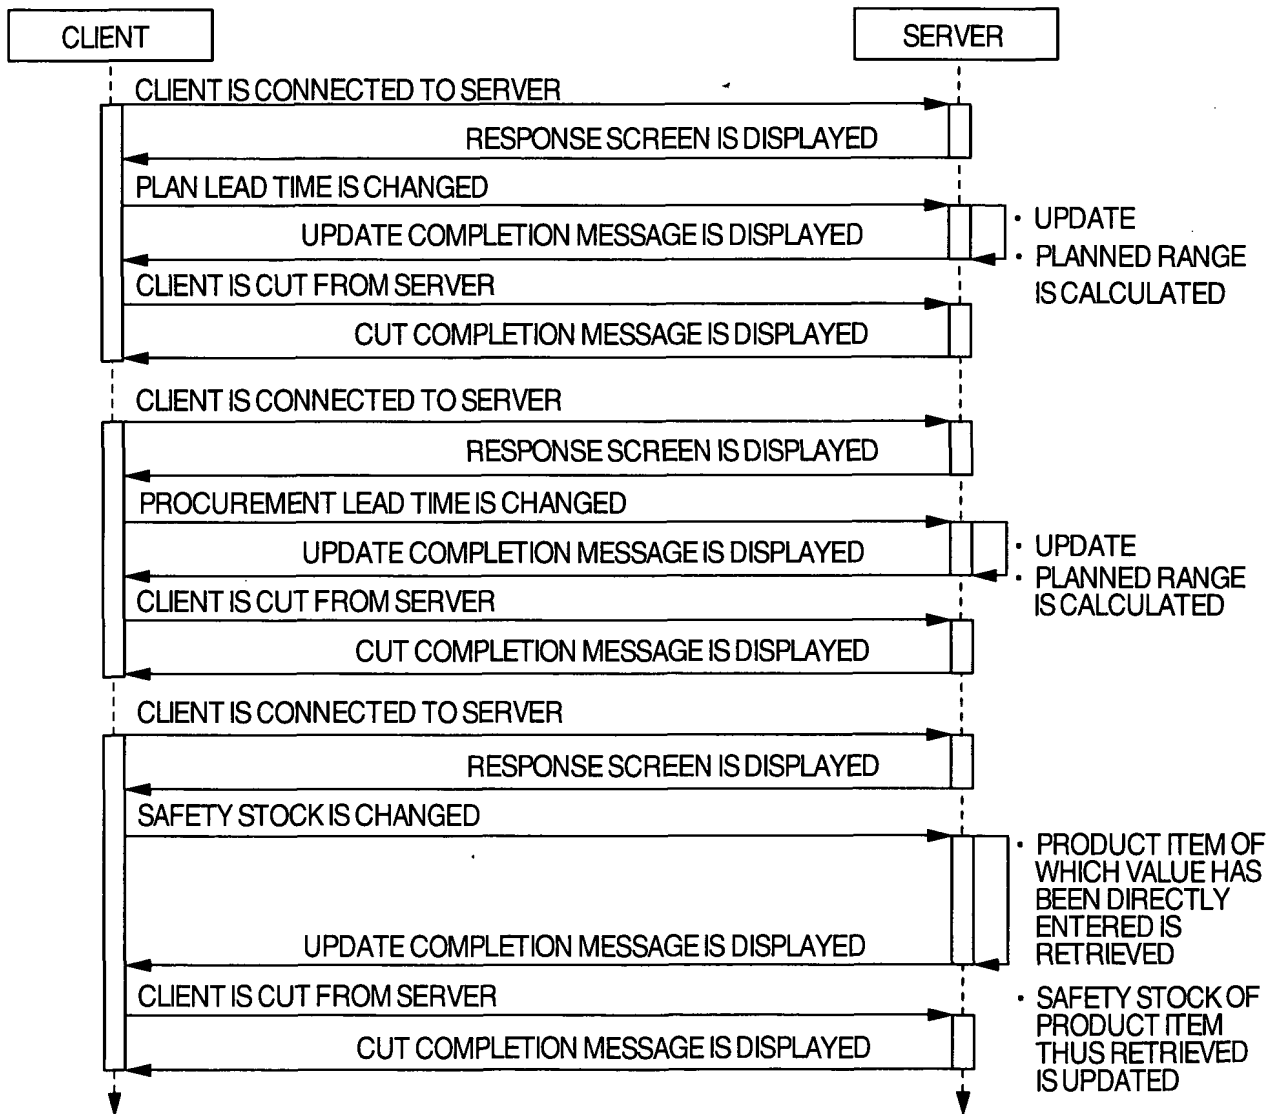 CLIENT
SERVER
CLIENT IS CONNECTED TO SERVER
RESPONSE SCREEN IS DISPLAYED
PLAN LEAD TIME IS CHANGED
UPDATE COMPLETION MESSAGE IS DISPLAYED
· UPDATE
· PLANNED RANGE
IS CALCULATED
CLIENT IS CUT FROM SERVER
CUT COMPLETION MESSAGE IS DISPLAYED
CLIENT IS CONNECTED TO SERVER
RESPONSE SCREEN IS DISPLAYED
PROCUREMENT LEAD TIME IS CHANGED
UPDATE COMPLETION MESSAGE IS DISPLAYED
· UPDATE
· PLANNED RANGE
IS CALCULATED
CLIENT IS CUT FROM SERVER
CUT COMPLETION MESSAGE IS DISPLAYED
CLIENT IS CONNECTED TO SERVER
RESPONSE SCREEN IS DISPLAYED
SAFETY STOCK IS CHANGED
· PRODUCT ITEM OF
WHICH VALUE HAS
BEEN DIRECTLY
ENTERED IS
RETRIEVED
UPDATE COMPLETION MESSAGE IS DISPLAYED
CLIENT IS CUT FROM SERVER
· SAFETY STOCK OF
PRODUCT ITEM
THUS RETRIEVED
IS UPDATED
CUT COMPLETION MESSAGE IS DISPLAYED